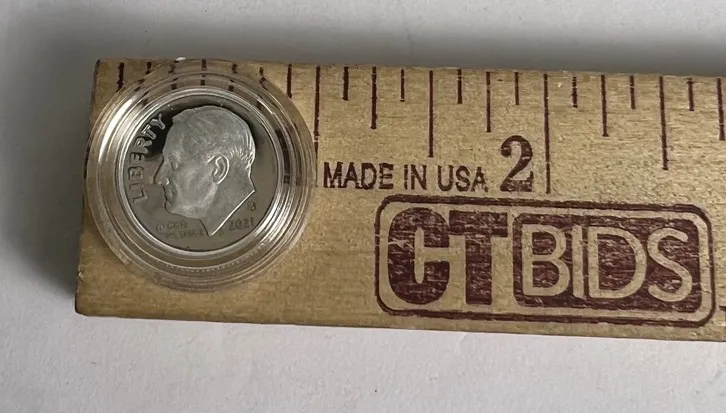 LIBERTY
2021
MADE IN USA 2
CTBIDS